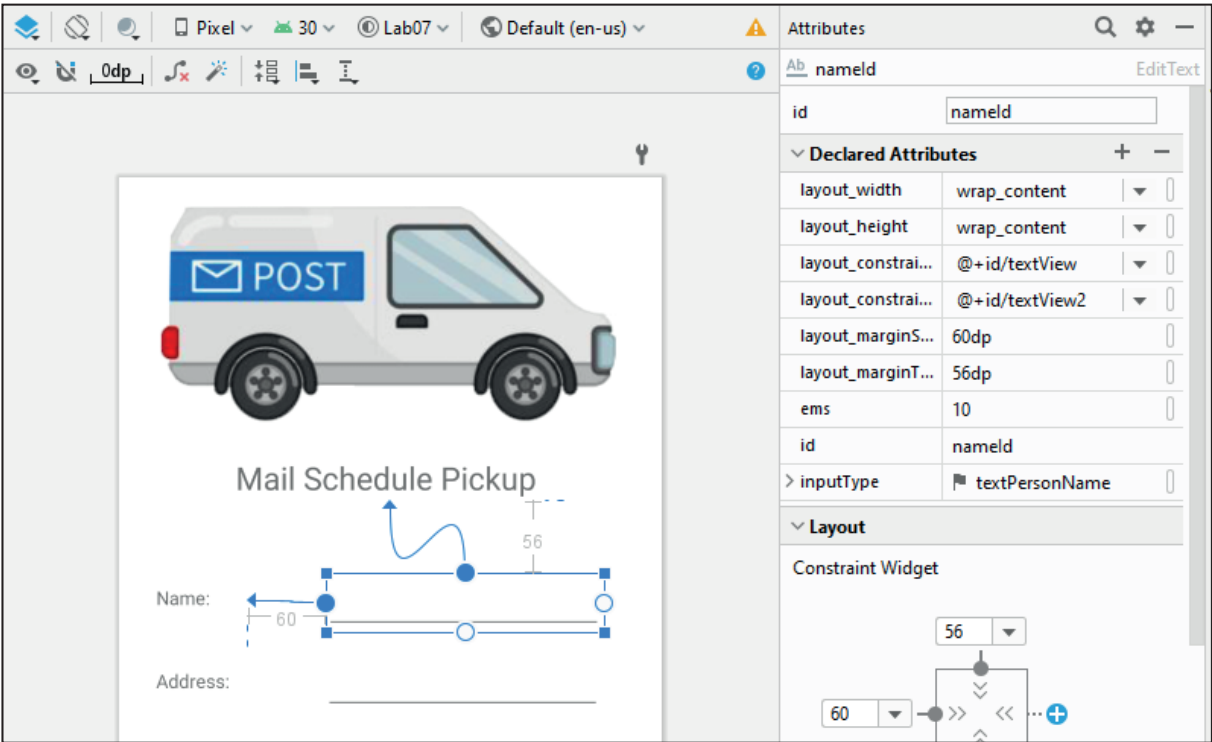 Pixel 30 Lab07 Default (en-us)
0dp
POST
Mail Schedule Pickup
56
Name:
60
Address:
Attributes
Ab nameId EditText
id nameId
Declared Attributes
layout_width wrap_content
layout_height wrap_content
layout_constrai... @+id/textView
layout_constrai... @+id/textView2
layout_marginS... 60dp
layout_marginT... 56dp
ems 10
id nameId
inputType textPersonName
Layout
Constraint Widget
56
60